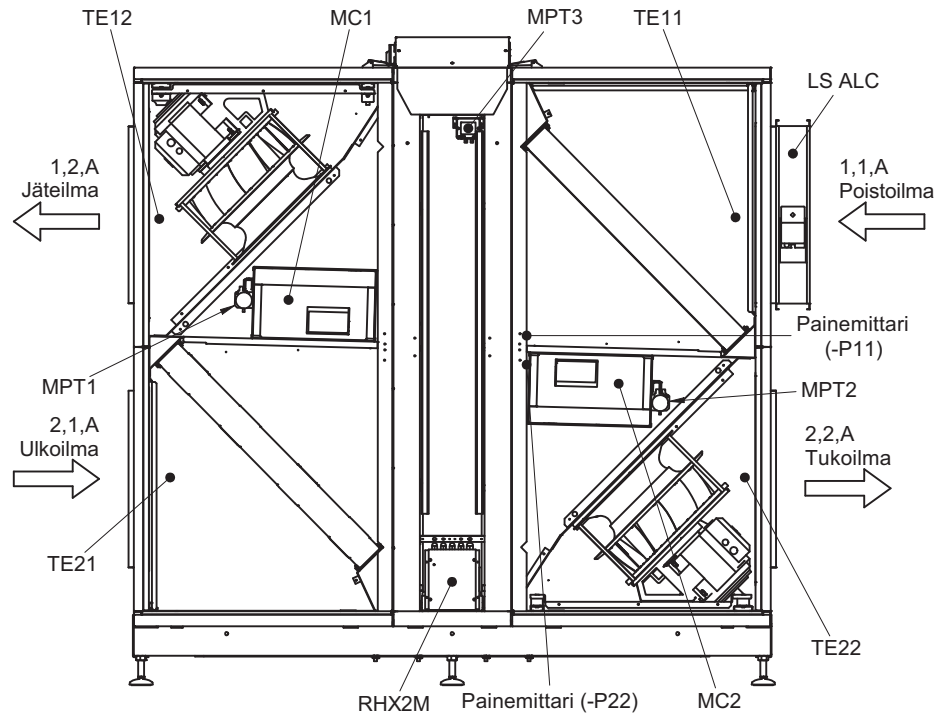 TE12
MC1
MPT3
TE11
LS ALC
1,2,A
Jäteilma
1,1,A
Poistoilma
Painemittari
(-P11)
MPT1
MPT2
2,1,A
Ulkoilma
2,2,A
Tukoilma
TE21
TE22
RHX2M
Painemittari (-P22)
MC2